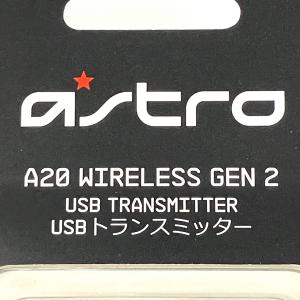 astro
A20 WIRELESS GEN 2
USB TRANSMITTER
USBトランスミッター